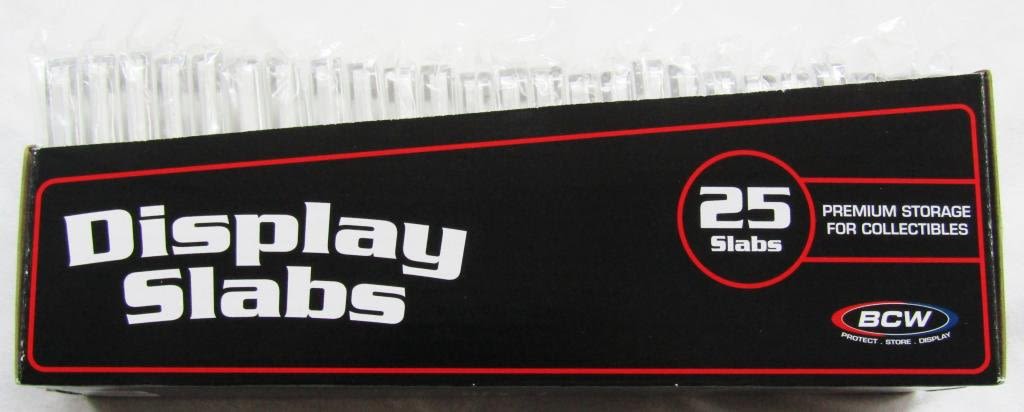 Display
Slabs
25
Slabs
PREMIUM STORAGE
FOR COLLECTIBLES
BCW
PROTECT . STORE . DISPLAY